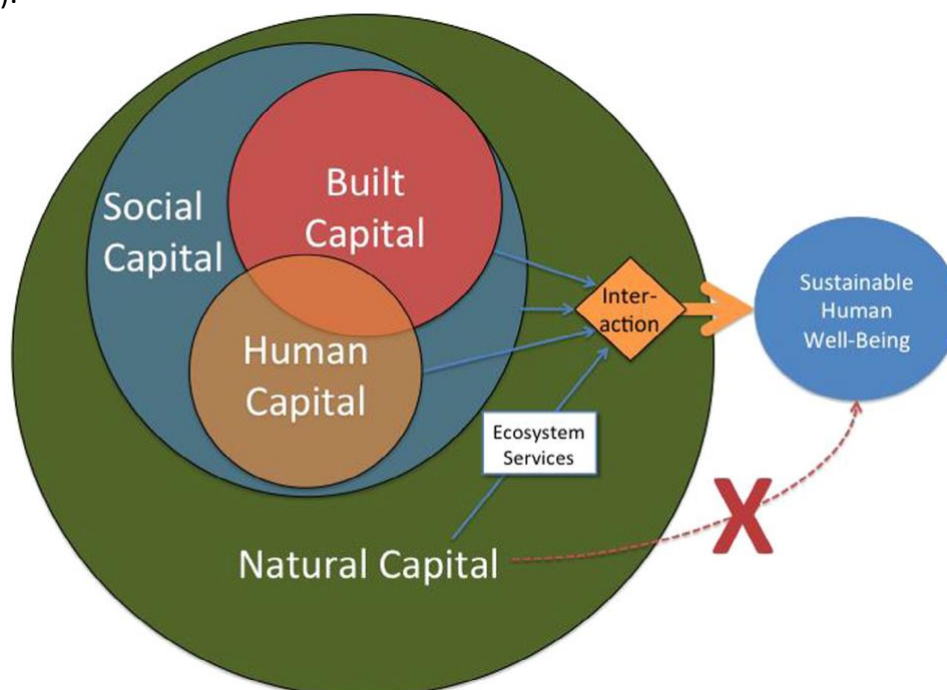 ).
Built
Capital
Social
Capital
Human
Capital
Inter-
action
Sustainable
Human
Well-Being
Ecosystem
Services
X
Natural Capital